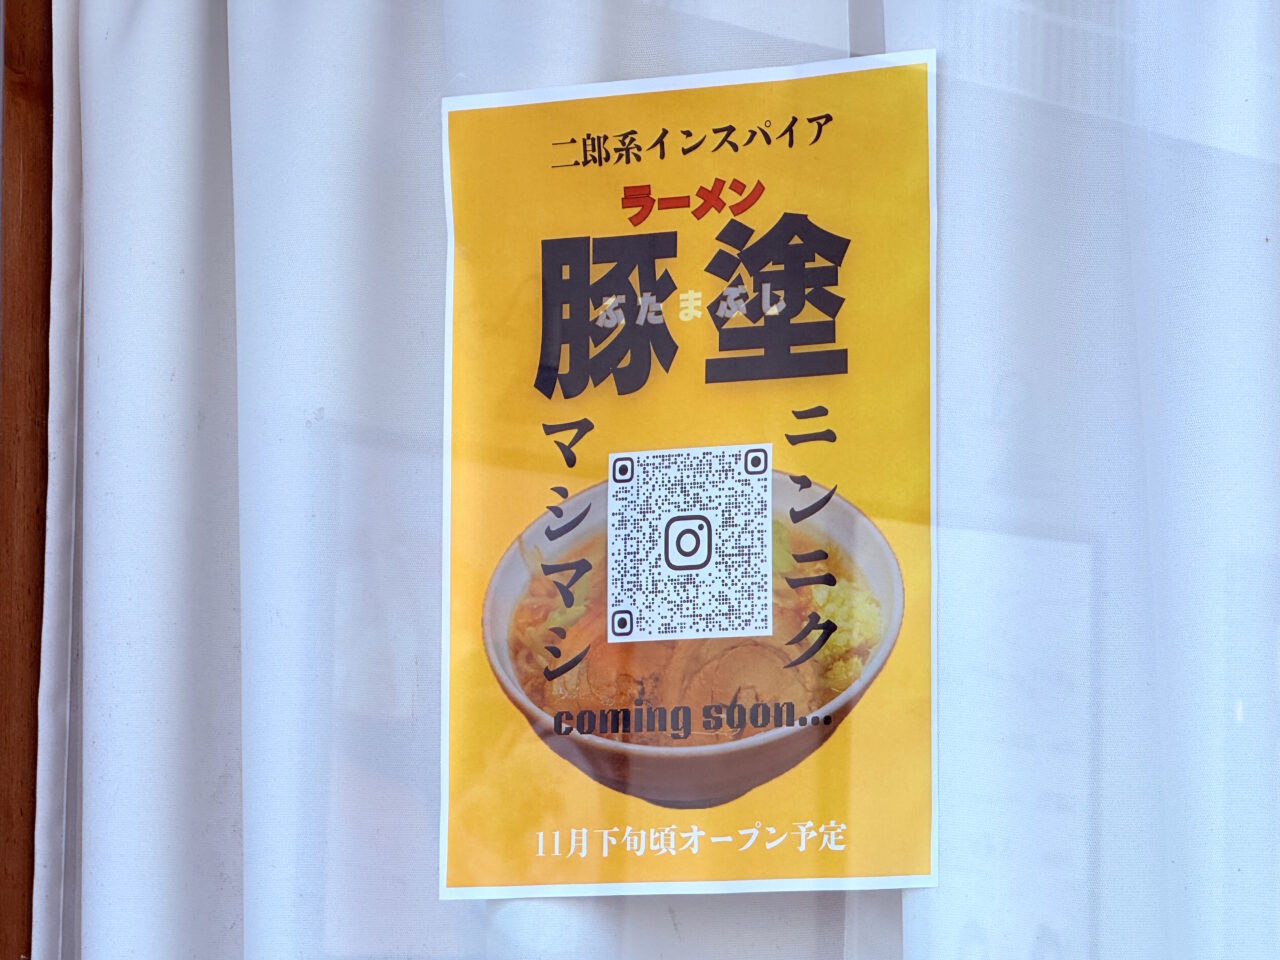 二郎系インスパイア
ラーメン
豚塗
ぶたまぶし
ニンニク
マシマシ
coming soon...
11月下旬頃オープン予定